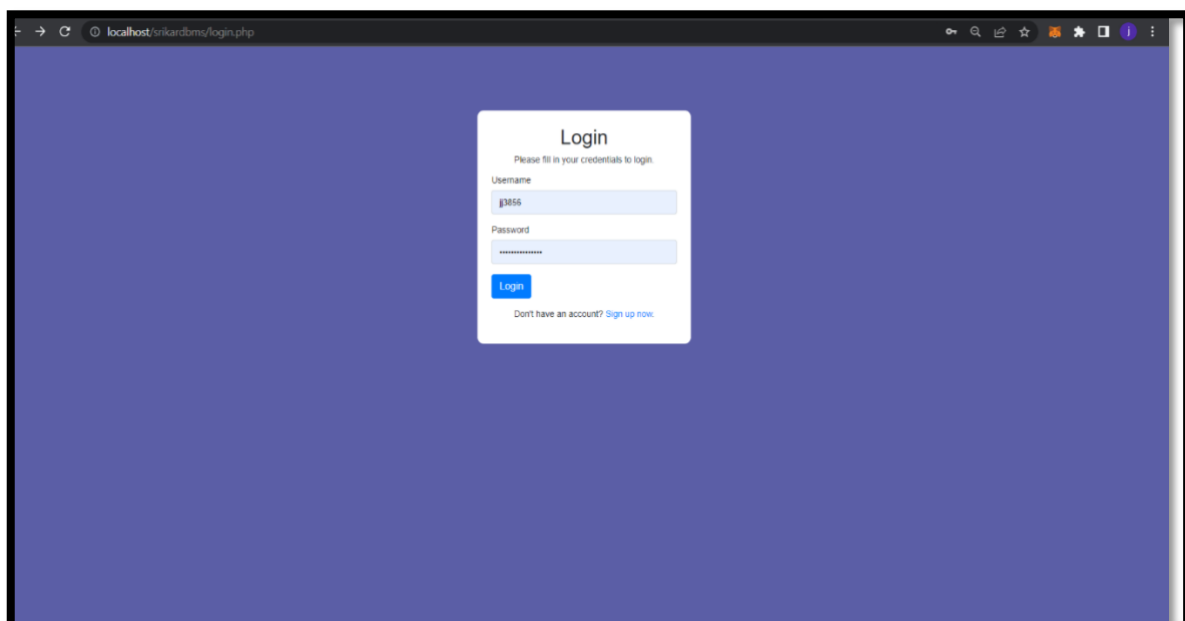 localhost/srikardbms/login.php
Login
Please fill in your credentials to login.
Username
jj3856
Password
Login
Don't have an account? Sign up now.